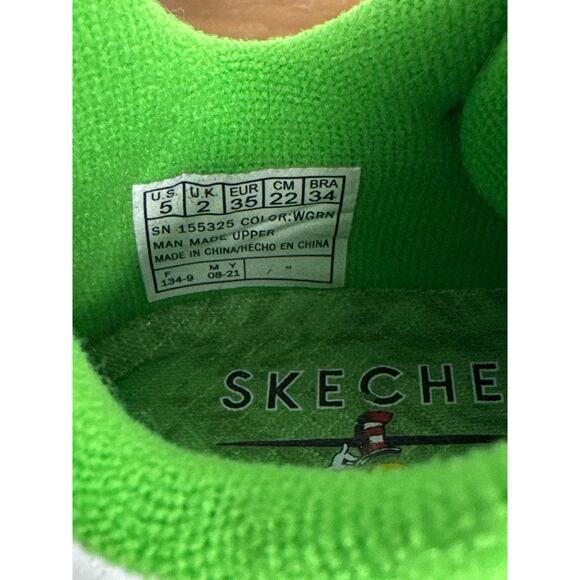 U.S. U.K. EUR CM BRA
5 2 35 22 34
SN 155325 COLOR:WGRN
MAN MADE UPPER
MADE IN CHINA/HECHO EN CHINA
F M Y
134-9 08-21 /
SKECHE